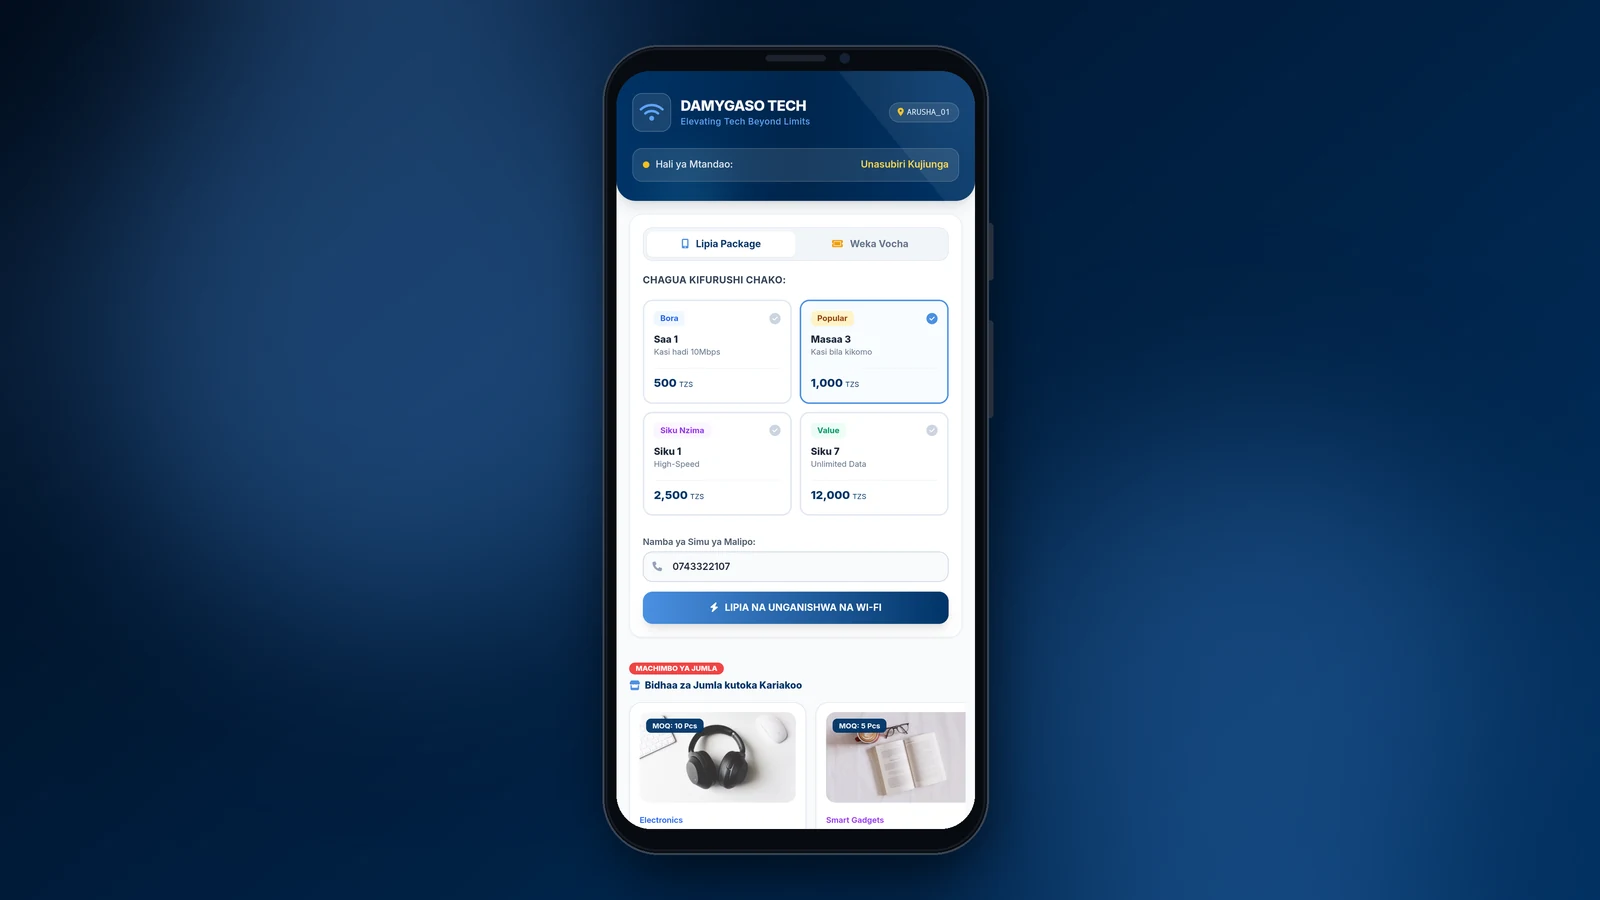 DAMYGASO TECH
Elevating Tech Beyond Limits
ARUSHA_01
Hali ya Mtandao:
Unasubiri Kujiunga
Lipia Package
Weka Vocha
CHAGUA KIFURUSHI CHAKO:
Bora
Saa 1
Kasi hadi 10Mbps
500 TZS
Popular
Masaa 3
Kasi bila kikomo
1,000 TZS
Siku Nzima
Siku 1
High-Speed
2,500 TZS
Value
Siku 7
Unlimited Data
12,000 TZS
Namba ya Simu ya Malipo:
0743322107
LIPIA NA UNGANISHWA NA WI-FI
MACHIMBO YA JUMLA
Bidhaa za Jumla kutoka Kariakoo
MOQ: 10 Pcs
Electronics
MOQ: 5 Pcs
Smart Gadgets